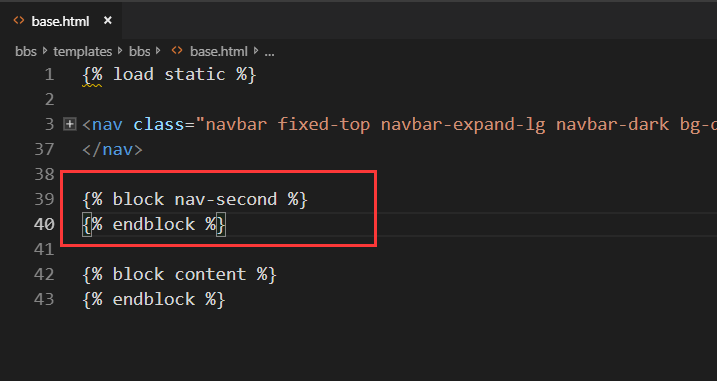 base.html ×
bbs > templates > bbs > base.html > ...
1 {% load static %}
2
3 <nav class="navbar fixed-top navbar-expand-lg navbar-dark bg-
37 </nav>
38
39 {% block nav-second %}
40 {% endblock %}
41
42 {% block content %}
43 {% endblock %}